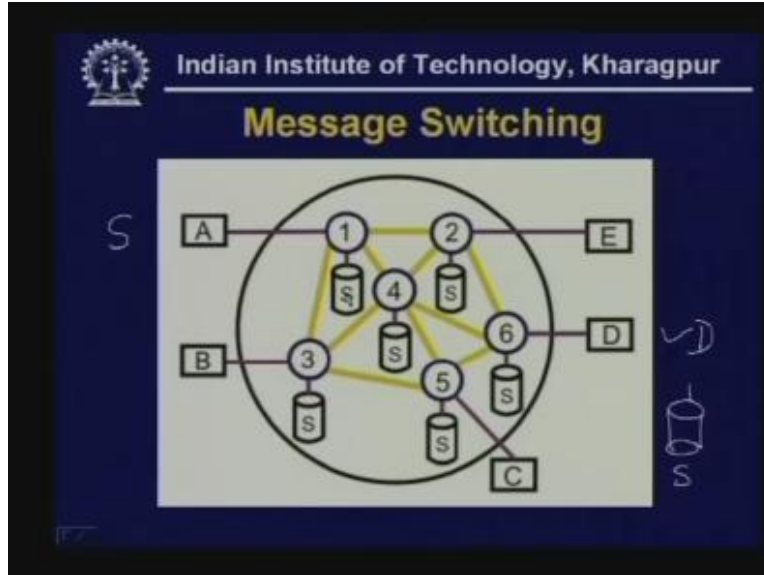 Indian Institute of Technology, Kharagpur
Message Switching
S A 1 2 E
S 4 S
S
B 3 6 D D
S 5 S
S
C S